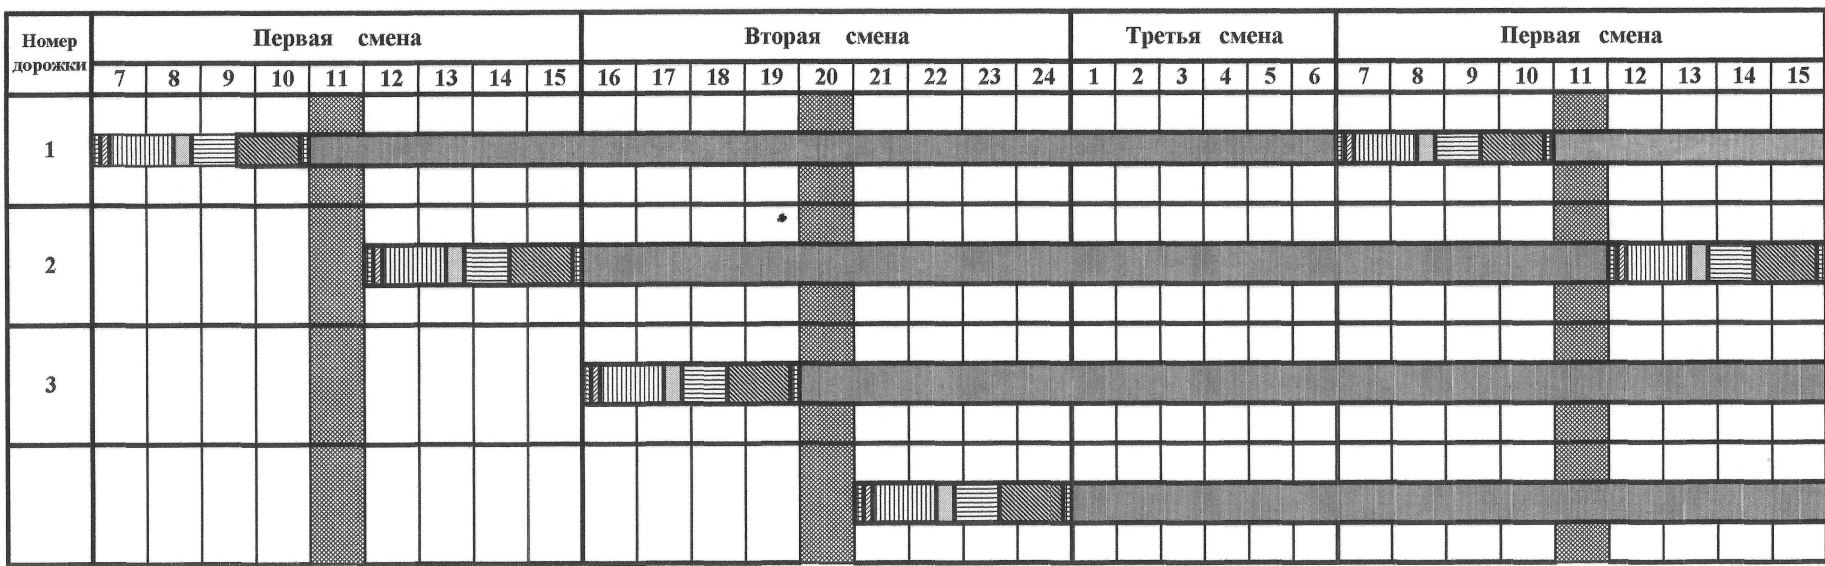 Номер дорожки Первая смена Вторая смена Третья смена Первая смена
7 8 9 10 11 12 13 14 15 16 17 18 19 20 21 22 23 24 1 2 3 4 5 6 7 8 9 10 11 12 13 14 15
1
2
3